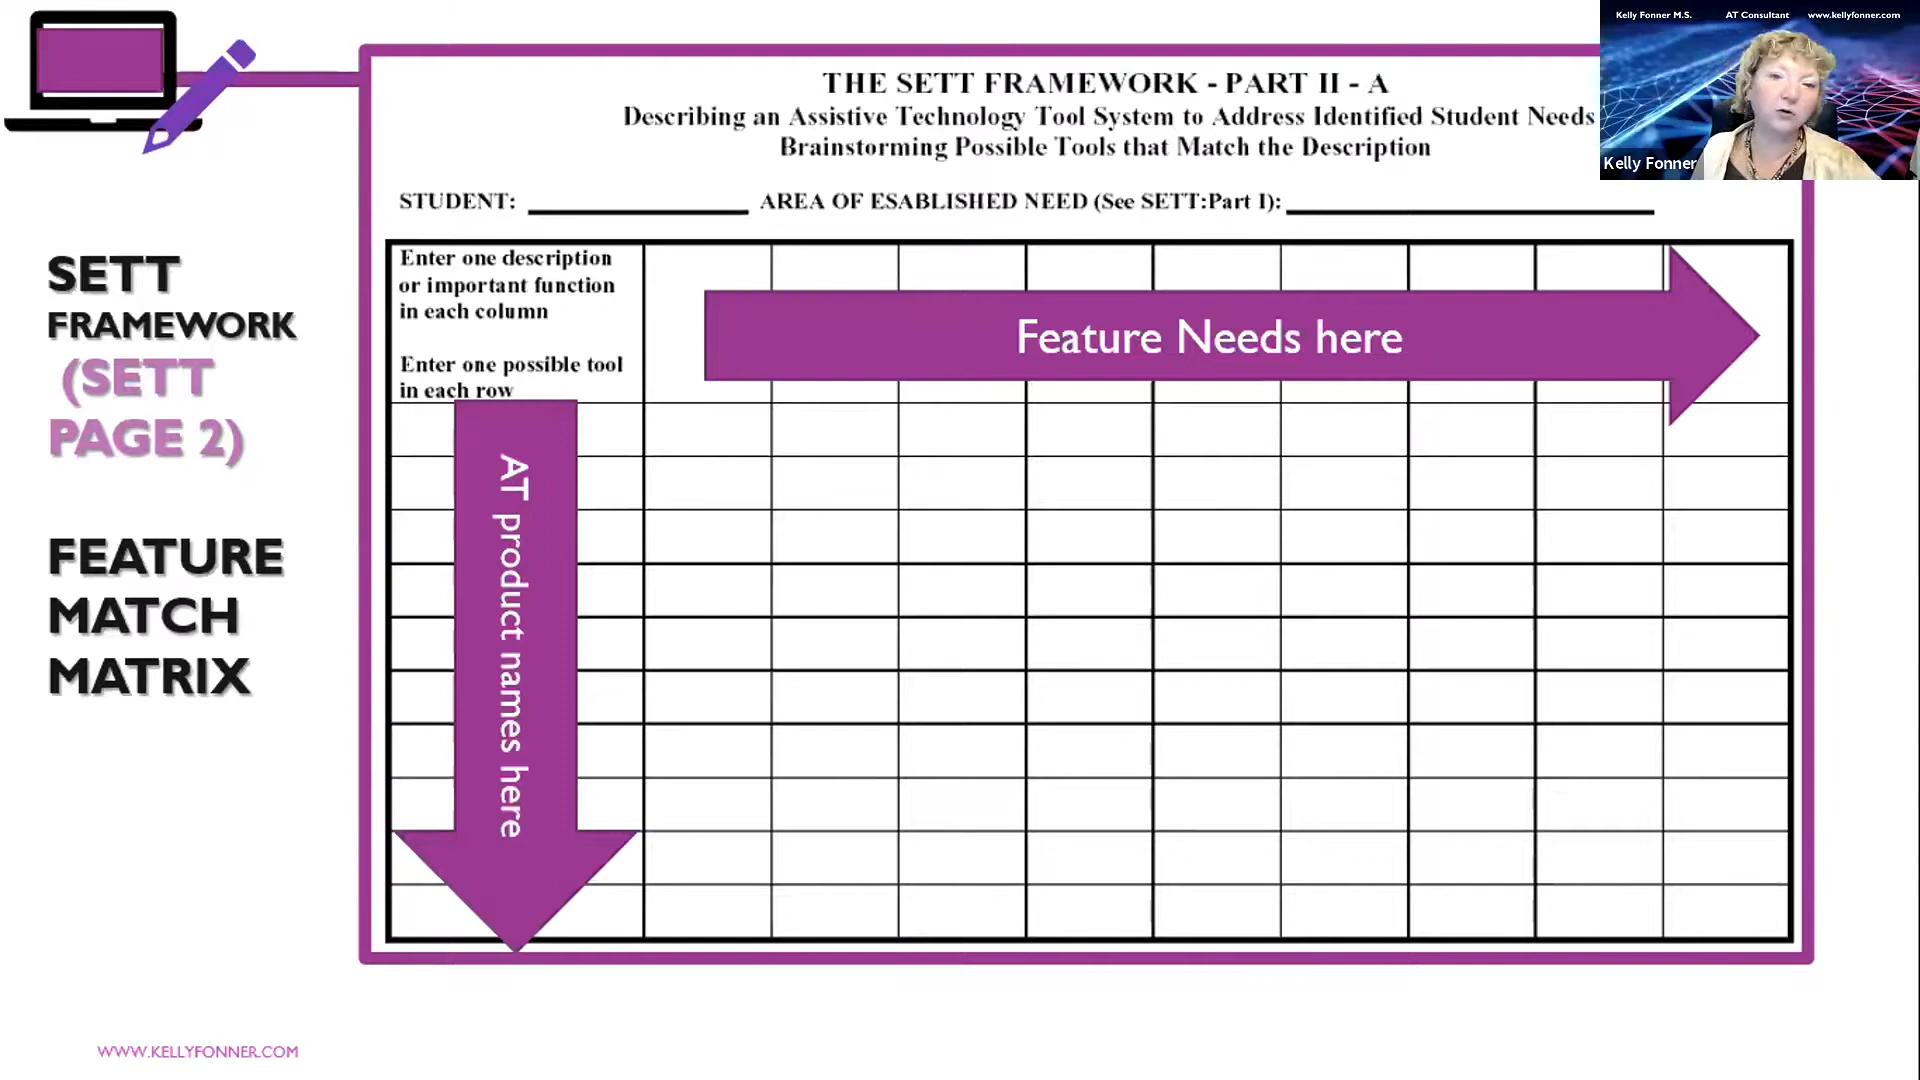 Kelly Fonner M.S. AT Consultant www.kellyfonner.com
Kelly Fonner
THE SETT FRAMEWORK - PART II - A
Describing an Assistive Technology Tool System to Address Identified Student Needs
Brainstorming Possible Tools that Match the Description
STUDENT: AREA OF ESABLISHED NEED (See SETT:Part I):
SETT
FRAMEWORK
(SETT
PAGE 2)
FEATURE
MATCH
MATRIX
Enter one description
or important function
in each column
Enter one possible tool
in each row
Feature Needs here
AT product names here
WWW.KELLYFONNER.COM